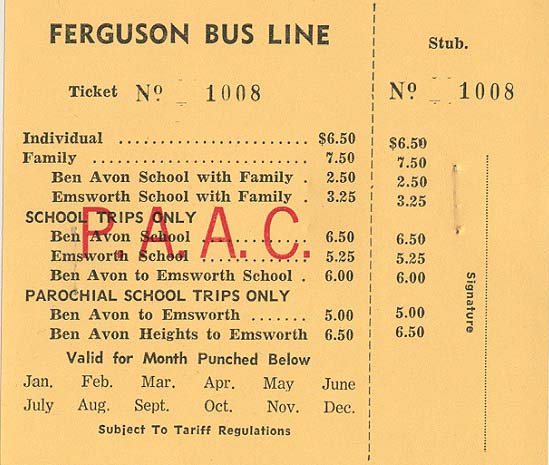 FERGUSON BUS LINE
Ticket Nº 1008
Individual ........................ $6.50
Family ........................... 7.50
Ben Avon School with Family . 2.50
Emsworth School with Family . 3.25
SCHOOL TRIPS ONLY
P.A.A.C.
Ben Avon School .............. 6.50
Emsworth School .............. 5.25
Ben Avon to Emsworth School . 6.00
PAROCHIAL SCHOOL TRIPS ONLY
Ben Avon to Emsworth ....... 5.00
Ben Avon Heights to Emsworth 6.50
Valid for Month Punched Below
Jan. Feb. Mar. Apr. May June
July Aug. Sept. Oct. Nov. Dec.
Subject To Tariff Regulations
Stub.
Nº 1008
$6.50
7.50
2.50
3.25
6.50
5.25
6.00
5.00
6.50
Signature